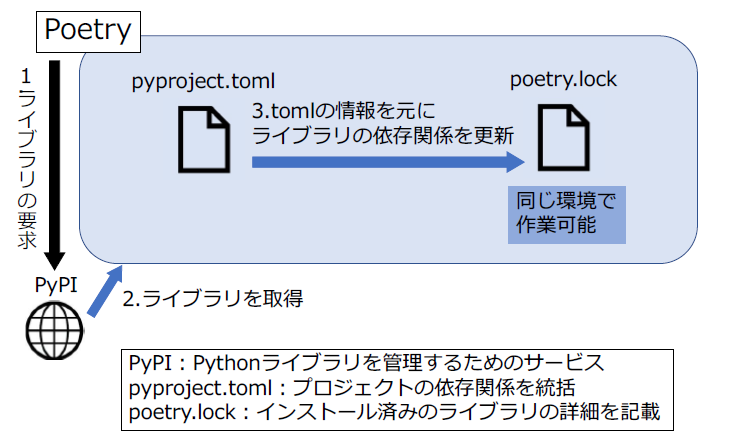 Poetry
1.ライブラリの要求
pyproject.toml
poetry.lock
3.tomlの情報を元に
ライブラリの依存関係を更新
同じ環境で
作業可能
PyPI
2.ライブラリを取得
PyPI：Pythonライブラリを管理するためのサービス
pyproject.toml：プロジェクトの依存関係を統括
poetry.lock：インストール済みのライブラリの詳細を記載